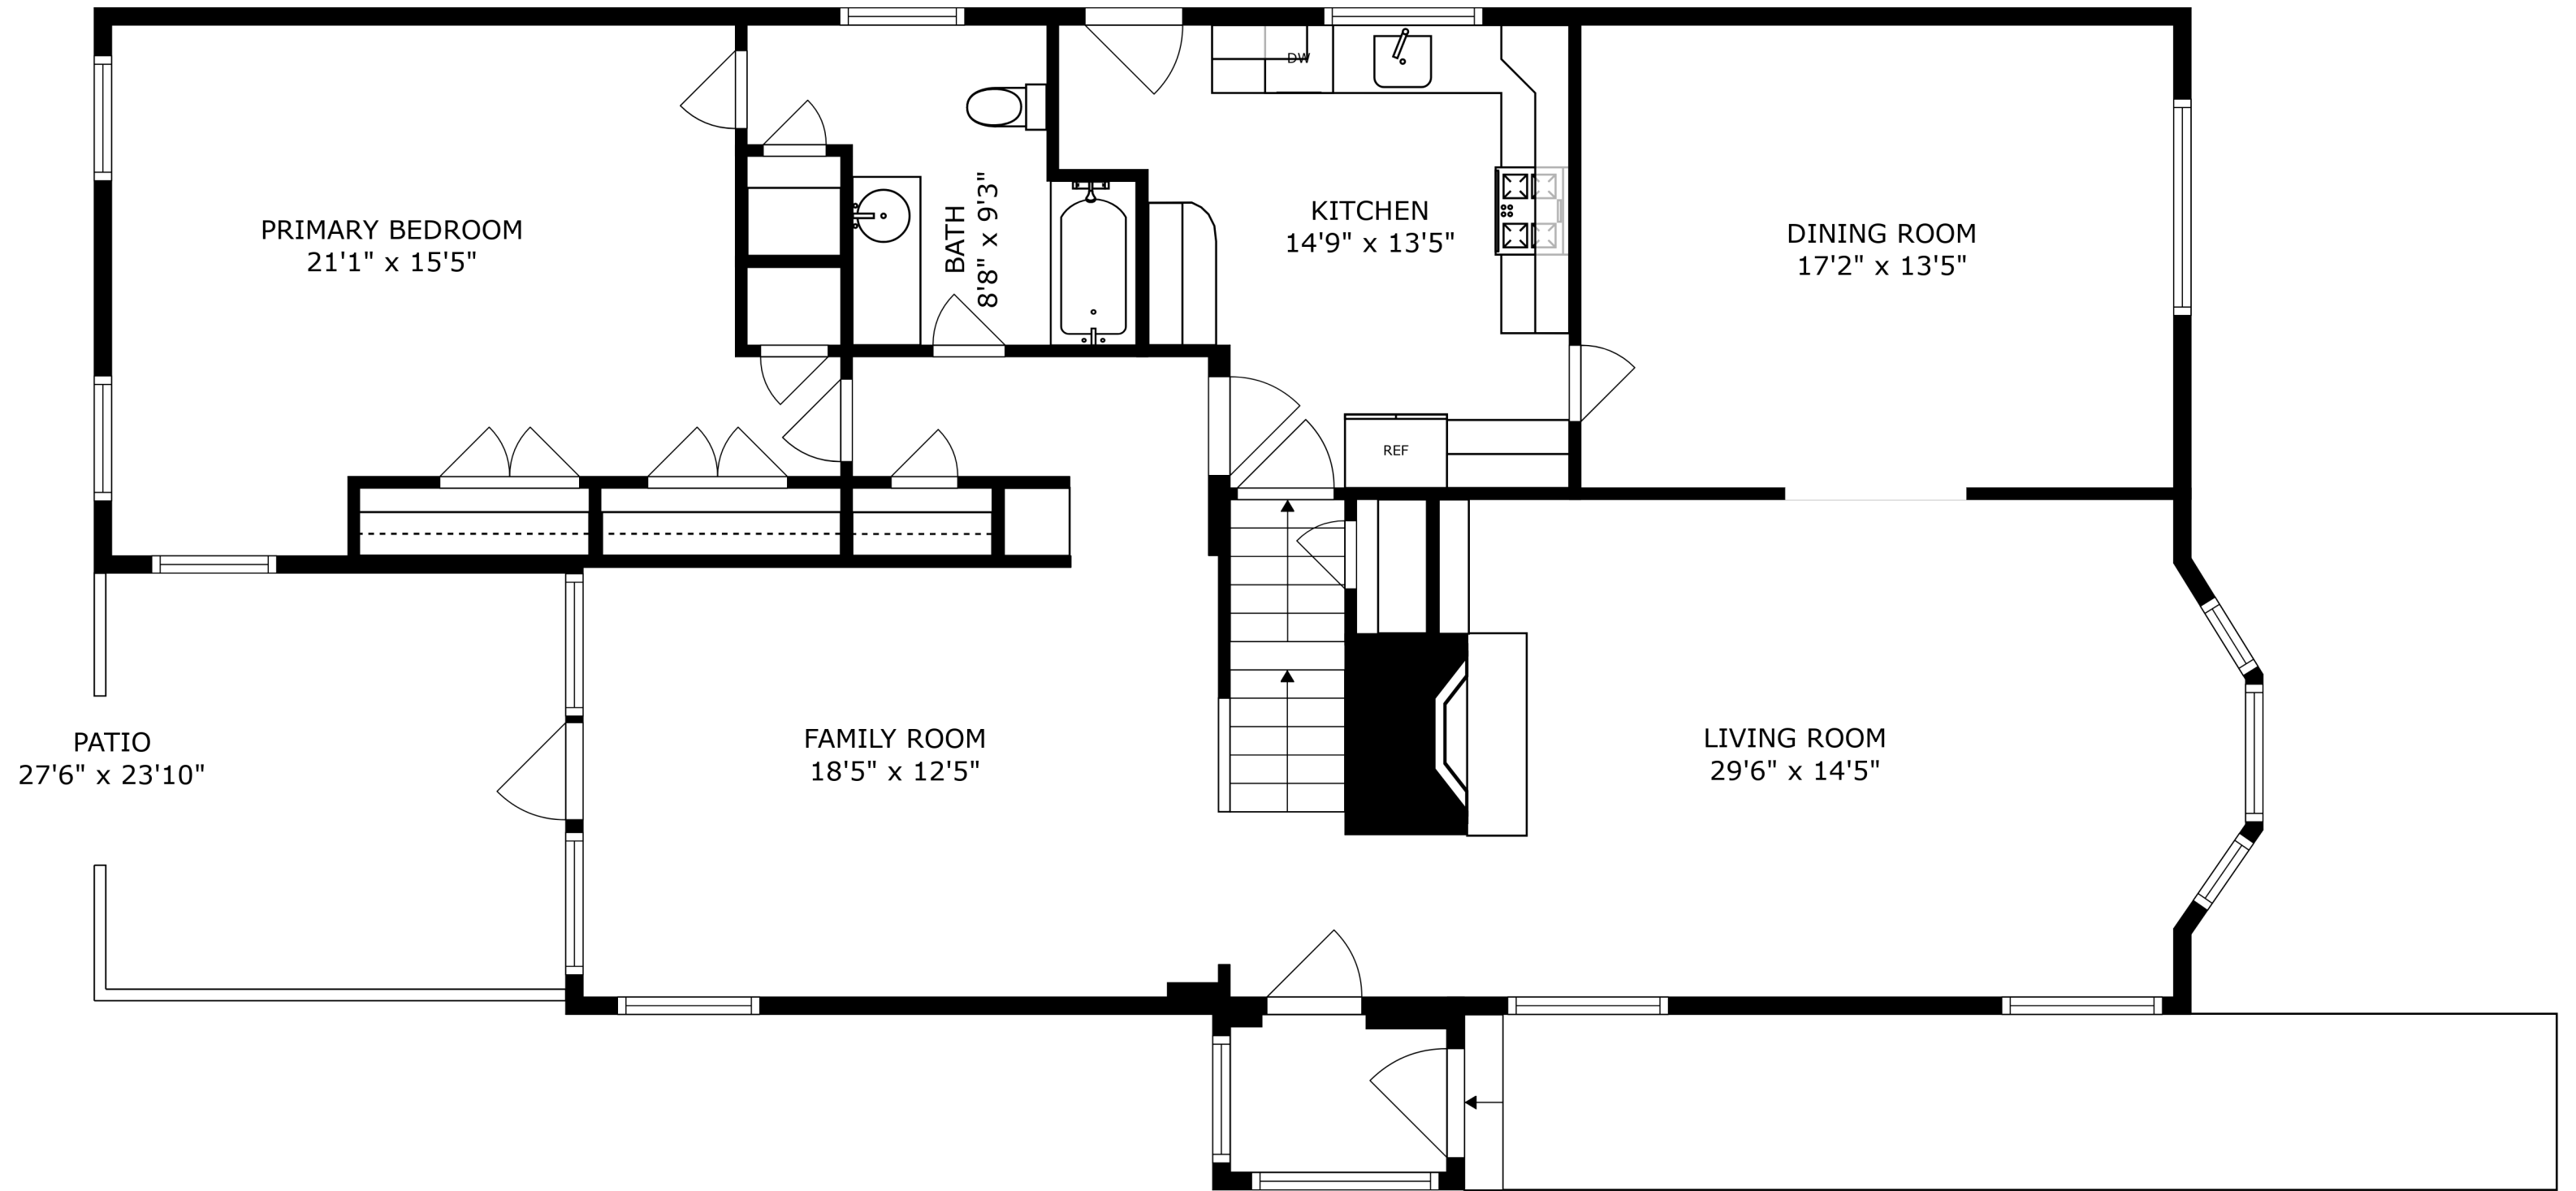 DW
PRIMARY BEDROOM
21'1" x 15'5"
BATH
8'8" x 9'3"
KITCHEN
14'9" x 13'5"
DINING ROOM
17'2" x 13'5"
REF
PATIO
27'6" x 23'10"
FAMILY ROOM
18'5" x 12'5"
LIVING ROOM
29'6" x 14'5"